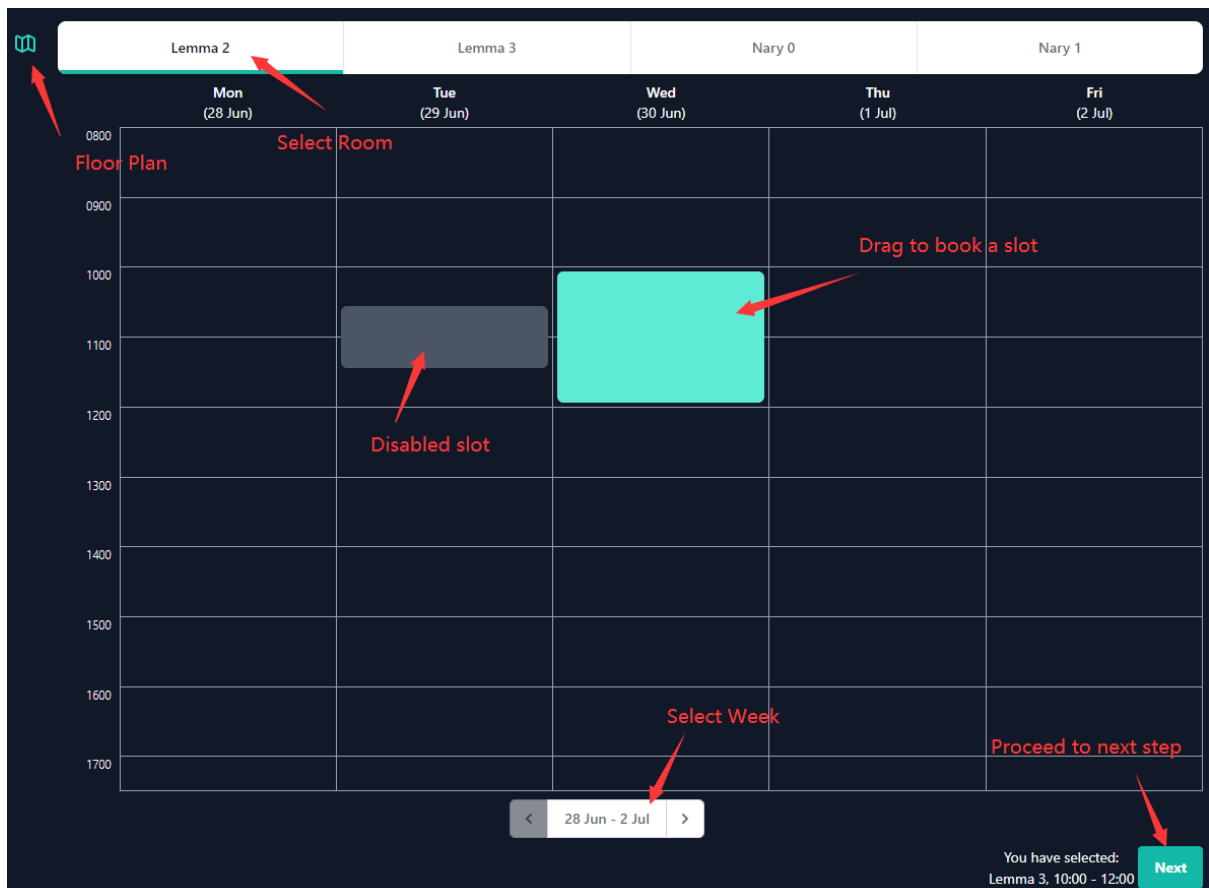 Lemma 2
Lemma 3
Nary 0
Nary 1
Mon
(28 Jun)
Tue
(29 Jun)
Wed
(30 Jun)
Thu
(1 Jul)
Fri
(2 Jul)
Select Room
Floor Plan
0800
0900
Drag to book a slot
1000
1100
1200
Disabled slot
1300
1400
1500
1600
Select Week
Proceed to next step
1700
28 Jun - 2 Jul
You have selected:
Lemma 3, 10:00 - 12:00
Next